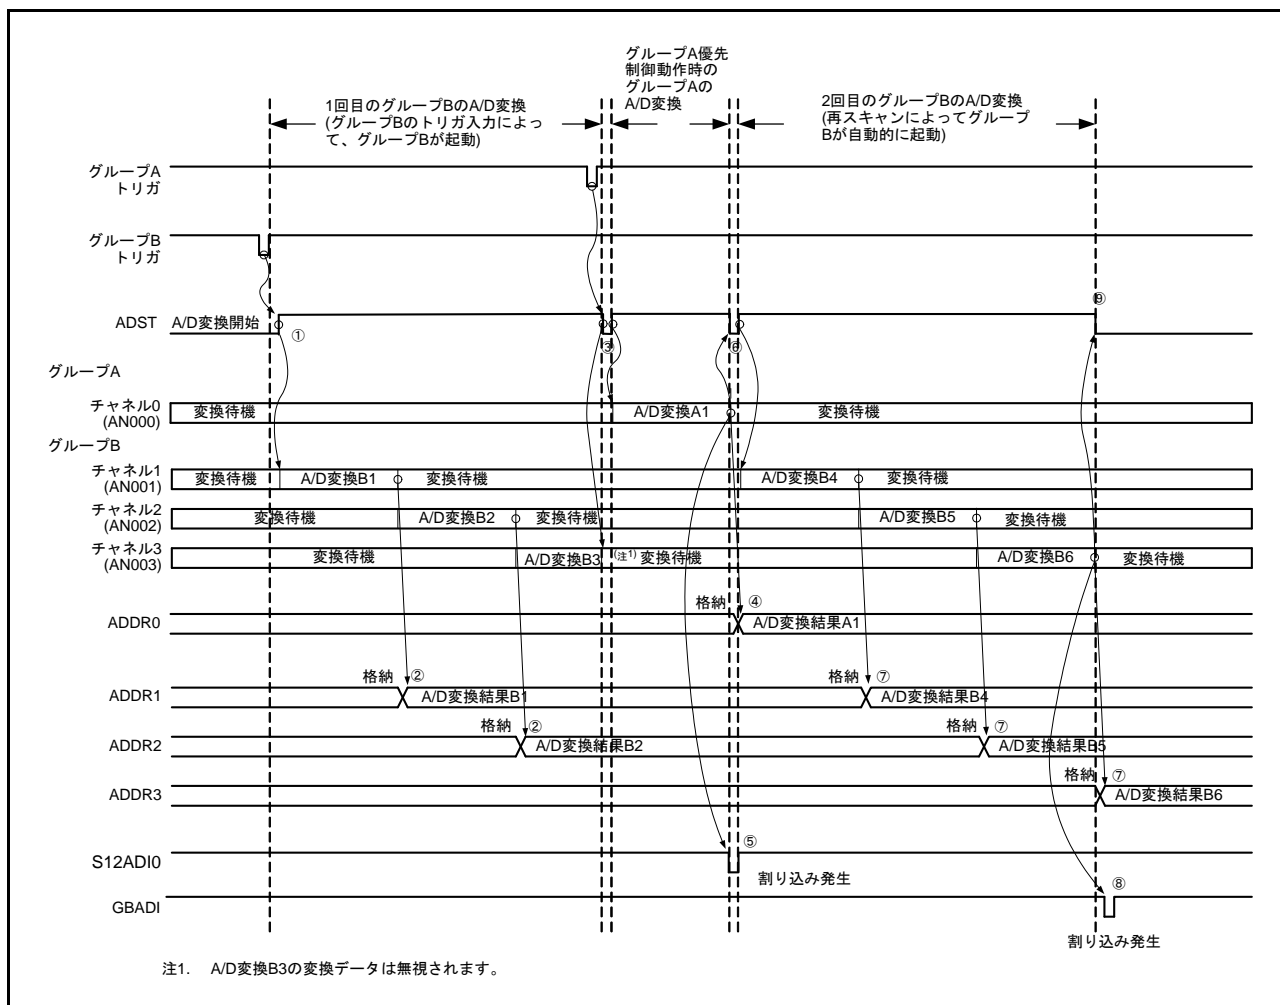 グループA優先
制御動作時の
グループAの
A/D変換
1回目のグループBのA/D変換
(グループBのトリガ入力によっ
て、グループBが起動)
2回目のグループBのA/D変換
(再スキャンによってグループ
Bが自動的に起動)
グループA
トリガ
グループB
トリガ
ADST
A/D変換開始
①
③
⑥
⑨
グループA
チャネル0
(AN000)
変換待機
A/D変換A1
変換待機
グループB
チャネル1
(AN001)
変換待機
A/D変換B1
変換待機
A/D変換B4
変換待機
チャネル2
(AN002)
変換待機
A/D変換B2
変換待機
A/D変換B5
変換待機
チャネル3
(AN003)
変換待機
A/D変換B3
(注1)
変換待機
A/D変換B6
変換待機
ADDR0
格納
④
A/D変換結果A1
ADDR1
格納
②
A/D変換結果B1
格納
⑦
A/D変換結果B4
ADDR2
格納
②
A/D変換結果B2
格納
⑦
A/D変換結果B5
ADDR3
格納
⑦
A/D変換結果B6
S12ADI0
⑤
割り込み発生
GBADI
⑧
割り込み発生
注1. A/D変換B3の変換データは無視されます。